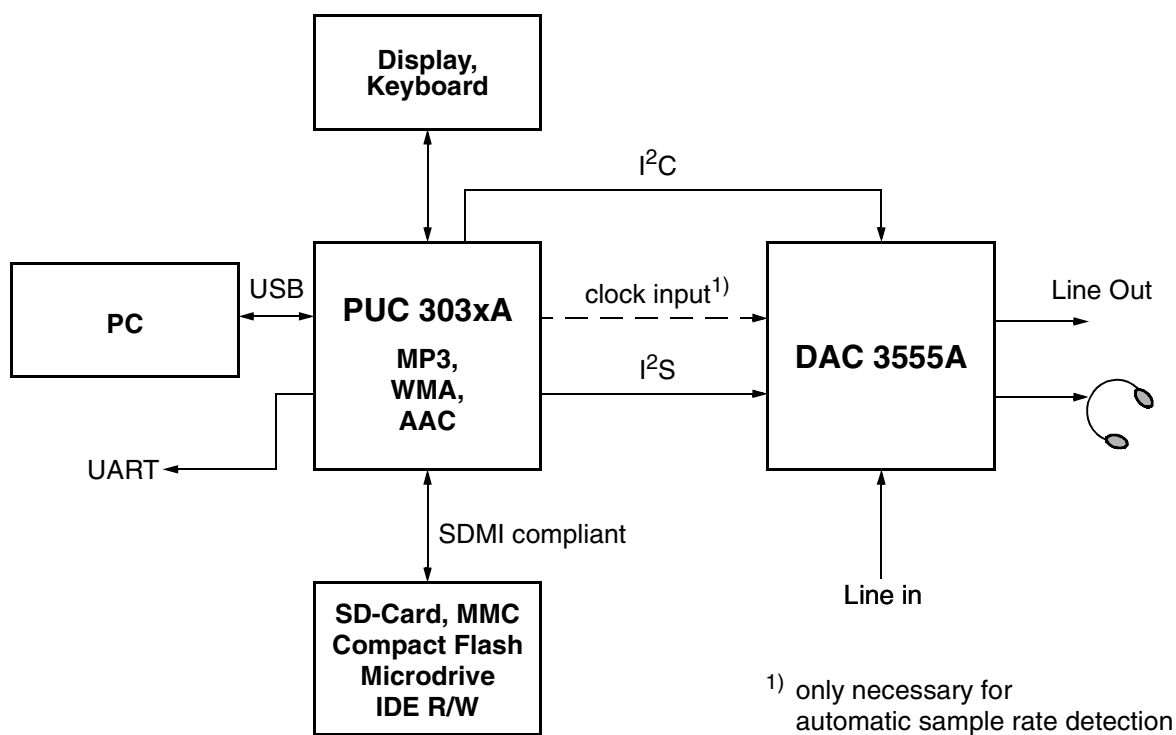 Display,
Keyboard
I²C
PC
USB
PUC 303xA
MP3,
WMA,
AAC
clock input¹⁾
I²S
DAC 3555A
Line Out
UART
SDMI compliant
SD-Card, MMC
Compact Flash
Microdrive
IDE R/W
Line in
¹⁾ only necessary for
automatic sample rate detection